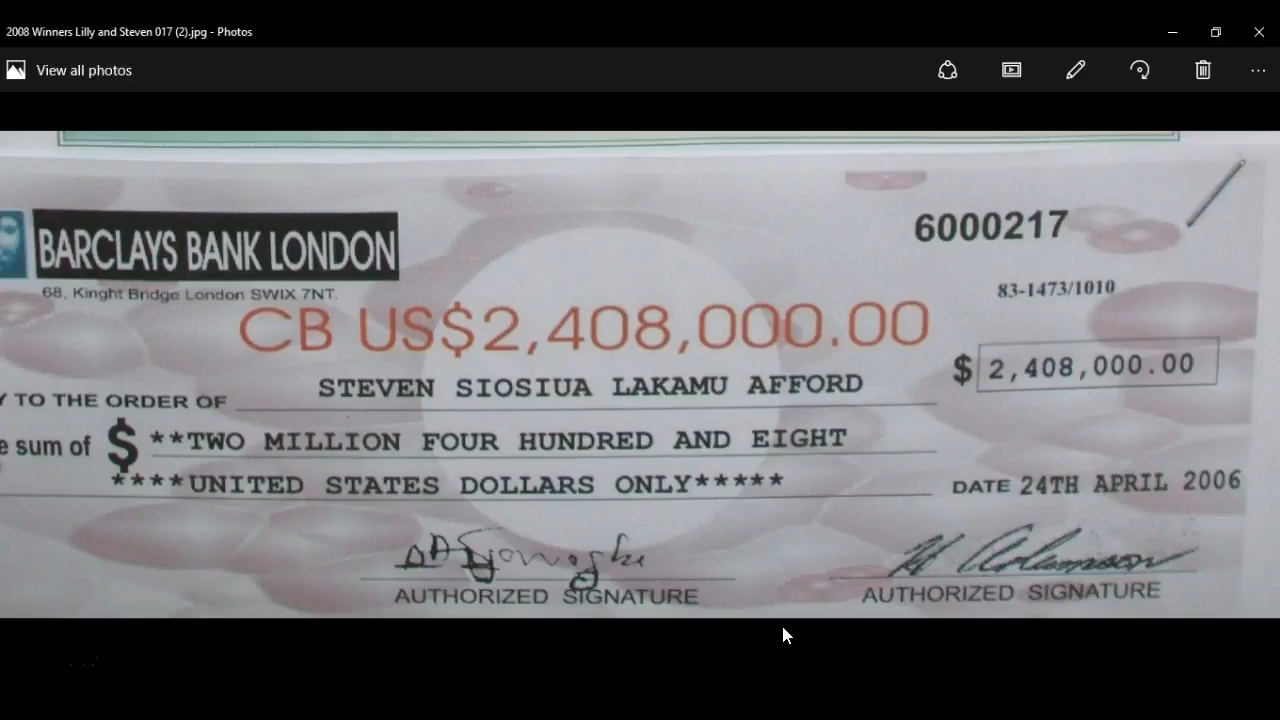 2008 Winners Lilly and Steven 017 (2).jpg - Photos
View all photos
BARCLAYS BANK LONDON
6000217
68, Kinght Bridge London SWIX 7NT.
83-1473/1010
CB US$2,408,000.00
$ 2,408,000.00
Y TO THE ORDER OF STEVEN SIOSIUA LAKAMU AFFORD
e sum of $ **TWO MILLION FOUR HUNDRED AND EIGHT
****UNITED STATES DOLLARS ONLY*****
DATE 24TH APRIL 2006
AUTHORIZED SIGNATURE
AUTHORIZED SIGNATURE